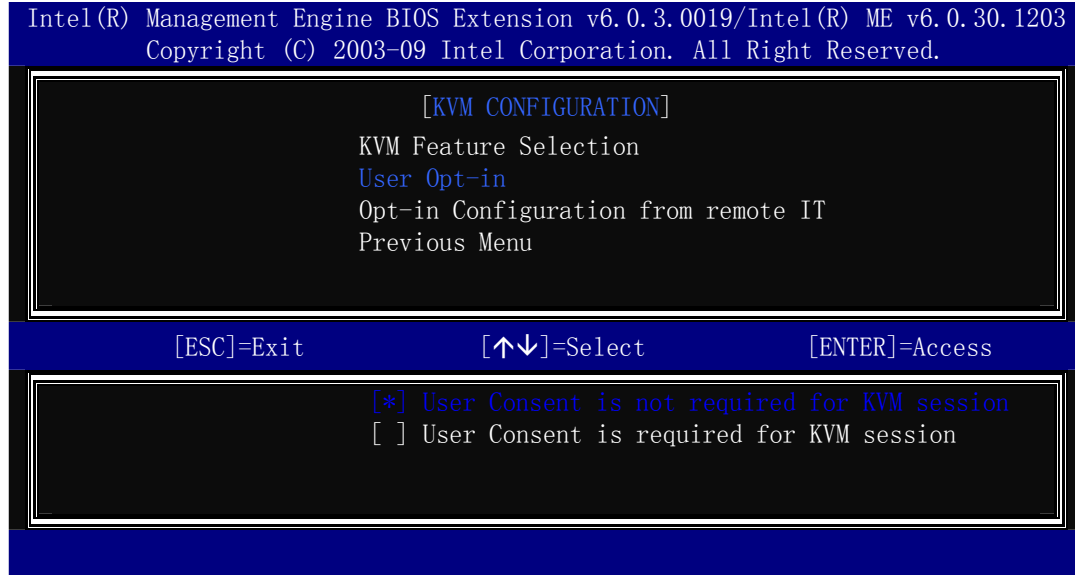 Intel(R) Management Engine BIOS Extension v6.0.3.0019/Intel(R) ME v6.0.30.1203
Copyright (C) 2003-09 Intel Corporation. All Right Reserved.
[KVM CONFIGURATION]
KVM Feature Selection
User Opt-in
Opt-in Configuration from remote IT
Previous Menu
[ESC]=Exit [↑↓]=Select [ENTER]=Access
[*] User Consent is not required for KVM session
[ ] User Consent is required for KVM session